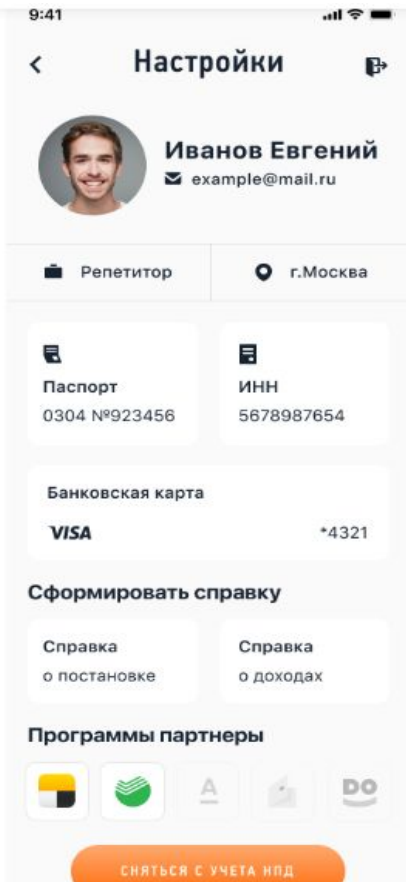 9:41
Настройки
Иванов Евгений
example@mail.ru
Репетитор
г.Москва
Паспорт
0304 №923456
ИНН
5678987654
Банковская карта
VISA
*4321
Сформировать справку
Справка
о постановке
Справка
о доходах
Программы партнеры
А
DO
СНЯТЬСЯ С УЧЕТА НПД